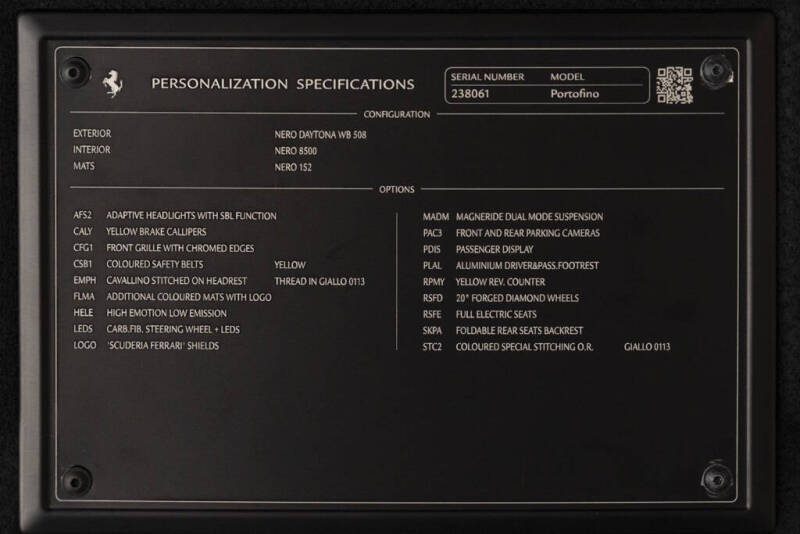 PERSONALIZATION SPECIFICATIONS
SERIAL NUMBER MODEL
238061 Portofino
CONFIGURATION
EXTERIOR NERO DAYTONA WB 508
INTERIOR NERO 8500
MATS NERO 152
OPTIONS
AFS2 ADAPTIVE HEADLIGHTS WITH SBL FUNCTION
CALY YELLOW BRAKE CALLIPERS
CFG1 FRONT GRILLE WITH CHROMED EDGES
CSB1 COLOURED SAFETY BELTS YELLOW
EMPH CAVALLINO STITCHED ON HEADREST THREAD IN GIALLO 0113
FLMA ADDITIONAL COLOURED MATS WITH LOGO
HELE HIGH EMOTION LOW EMISSION
LEDS CARB.FIB. STEERING WHEEL + LEDS
LOGO 'SCUDERIA FERRARI' SHIELDS
MADM MAGNERIDE DUAL MODE SUSPENSION
PAC3 FRONT AND REAR PARKING CAMERAS
PDIS PASSENGER DISPLAY
PLAL ALUMINIUM DRIVER&PASS.FOOTREST
RPMY YELLOW REV. COUNTER
RSFD 20" FORGED DIAMOND WHEELS
RSFE FULL ELECTRIC SEATS
SKPA FOLDABLE REAR SEATS BACKREST
STC2 COLOURED SPECIAL STITCHING O.R. GIALLO 0113